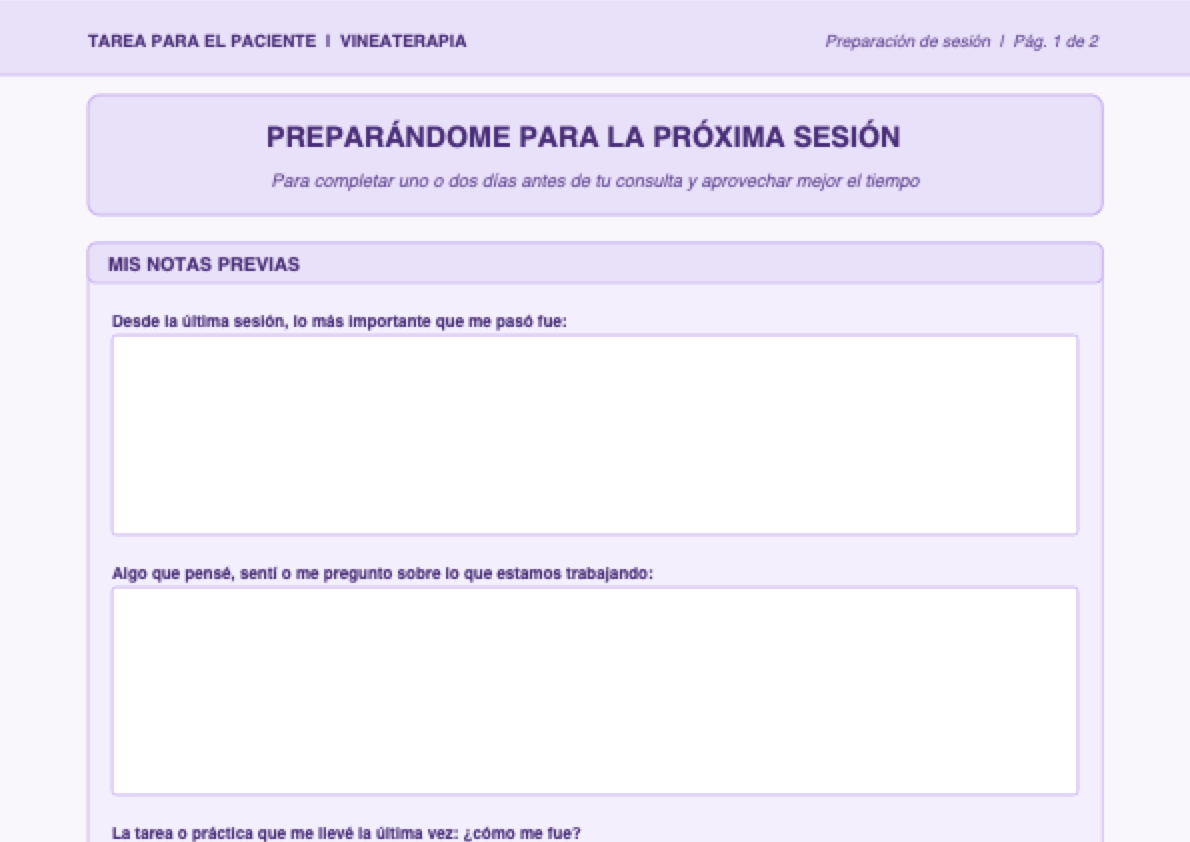 TAREA PARA EL PACIENTE | VINEATERAPIA
Preparación de sesión | Pág. 1 de 2
PREPARÁNDOME PARA LA PRÓXIMA SESIÓN
Para completar uno o dos días antes de tu consulta y aprovechar mejor el tiempo
MIS NOTAS PREVIAS
Desde la última sesión, lo más importante que me pasó fue:
Algo que pensé, sentí o me pregunto sobre lo que estamos trabajando:
La tarea o práctica que me llevé la última vez: ¿cómo me fue?